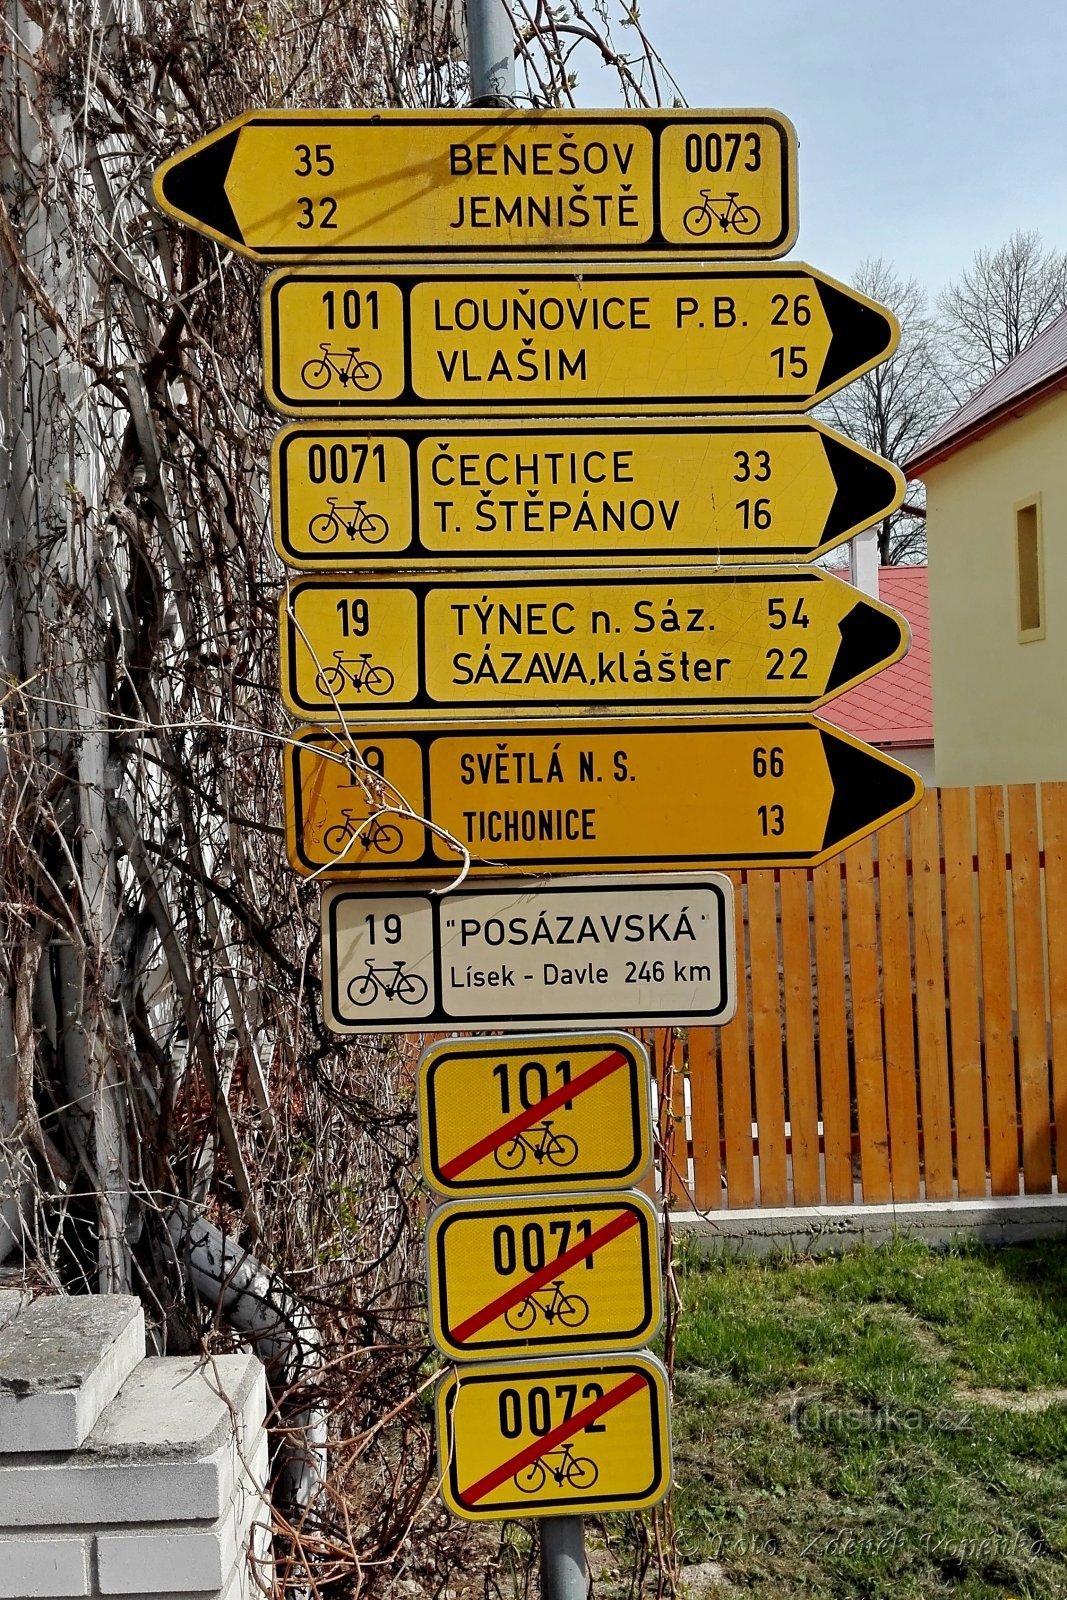 35 BENEŠOV 0073
32 JEMNIŠTĚ
101 LOUŇOVICE P.B. 26
VLAŠIM 15
0071 ČECHTICE 33
T. ŠTĚPÁNOV 16
19 TÝNEC n. Sáz. 54
SÁZAVA,klášter 22
19 SVĚTLÁ N. S. 66
TICHONICE 13
19 "POSÁZAVSKÁ"
Lísek - Davle 246 km
101
0071
0072
Turistika.cz
© Foto: Zdeněk Vopěnka